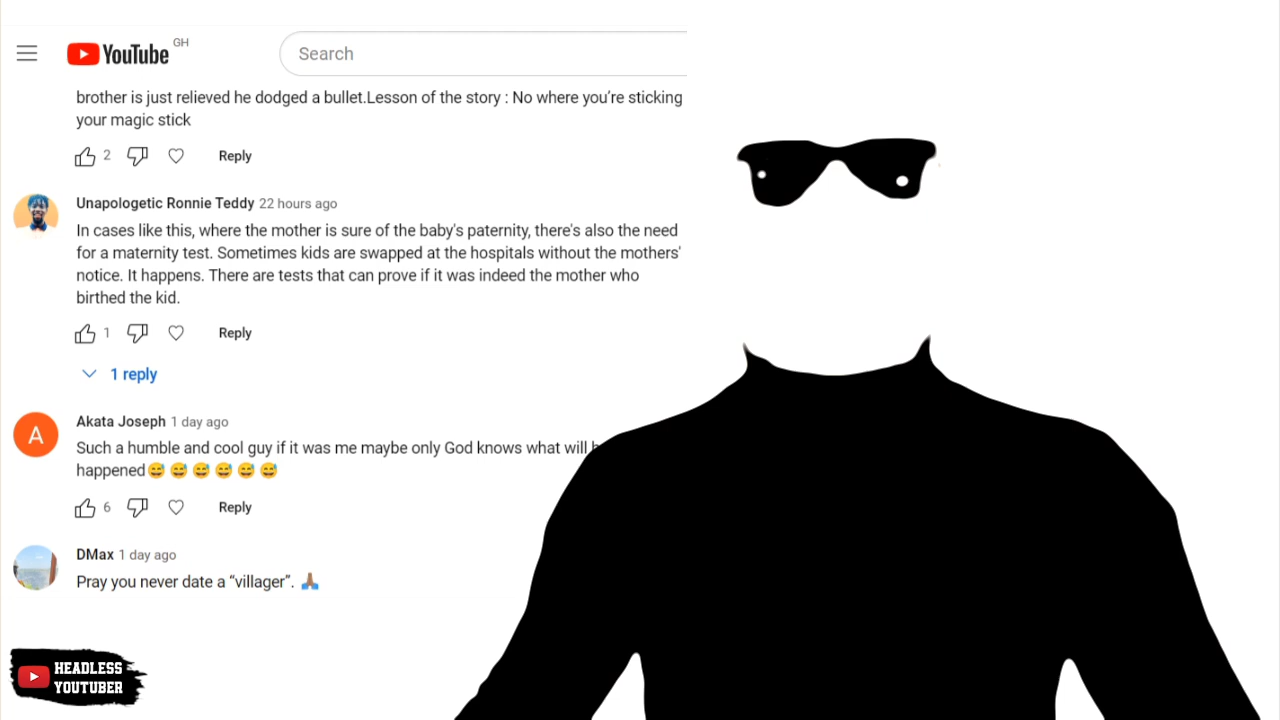 YouTube GH
Search
brother is just relieved he dodged a bullet.Lesson of the story : No where you're sticking
your magic stick
2 Reply
Unapologetic Ronnie Teddy 22 hours ago
In cases like this, where the mother is sure of the baby's paternity, there's also the need
for a maternity test. Sometimes kids are swapped at the hospitals without the mothers'
notice. It happens. There are tests that can prove if it was indeed the mother who
birthed the kid.
1 Reply
1 reply
A
Akata Joseph 1 day ago
Such a humble and cool guy if it was me maybe only God knows what will
happened😅 😅 😅 😅 😅 😅
6 Reply
DMax 1 day ago
Pray you never date a “villager”. 🙏🏾
HEADLESS
YOUTUBER